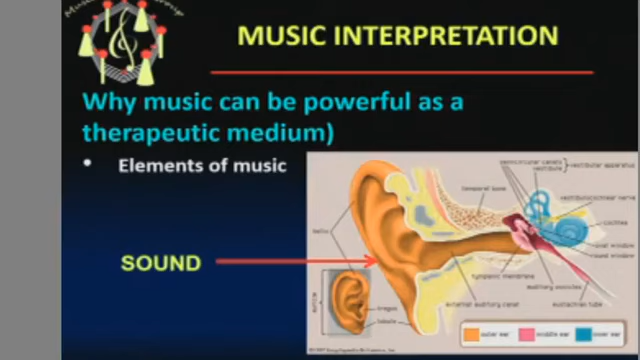 MUSIC INTERPRETATION
Why music can be powerful as a
therapeutic medium)
• Elements of music
SOUND
semicircular canals
vestibule
vestibular apparatus
temporal bone
vestibulocochlear nerve
cochlea
oval window
round window
helix
tympanic membrane
auditory ossicles
eustachian tube
external auditory canal
auricle
tragus
lobule
outer ear
middle ear
inner ear